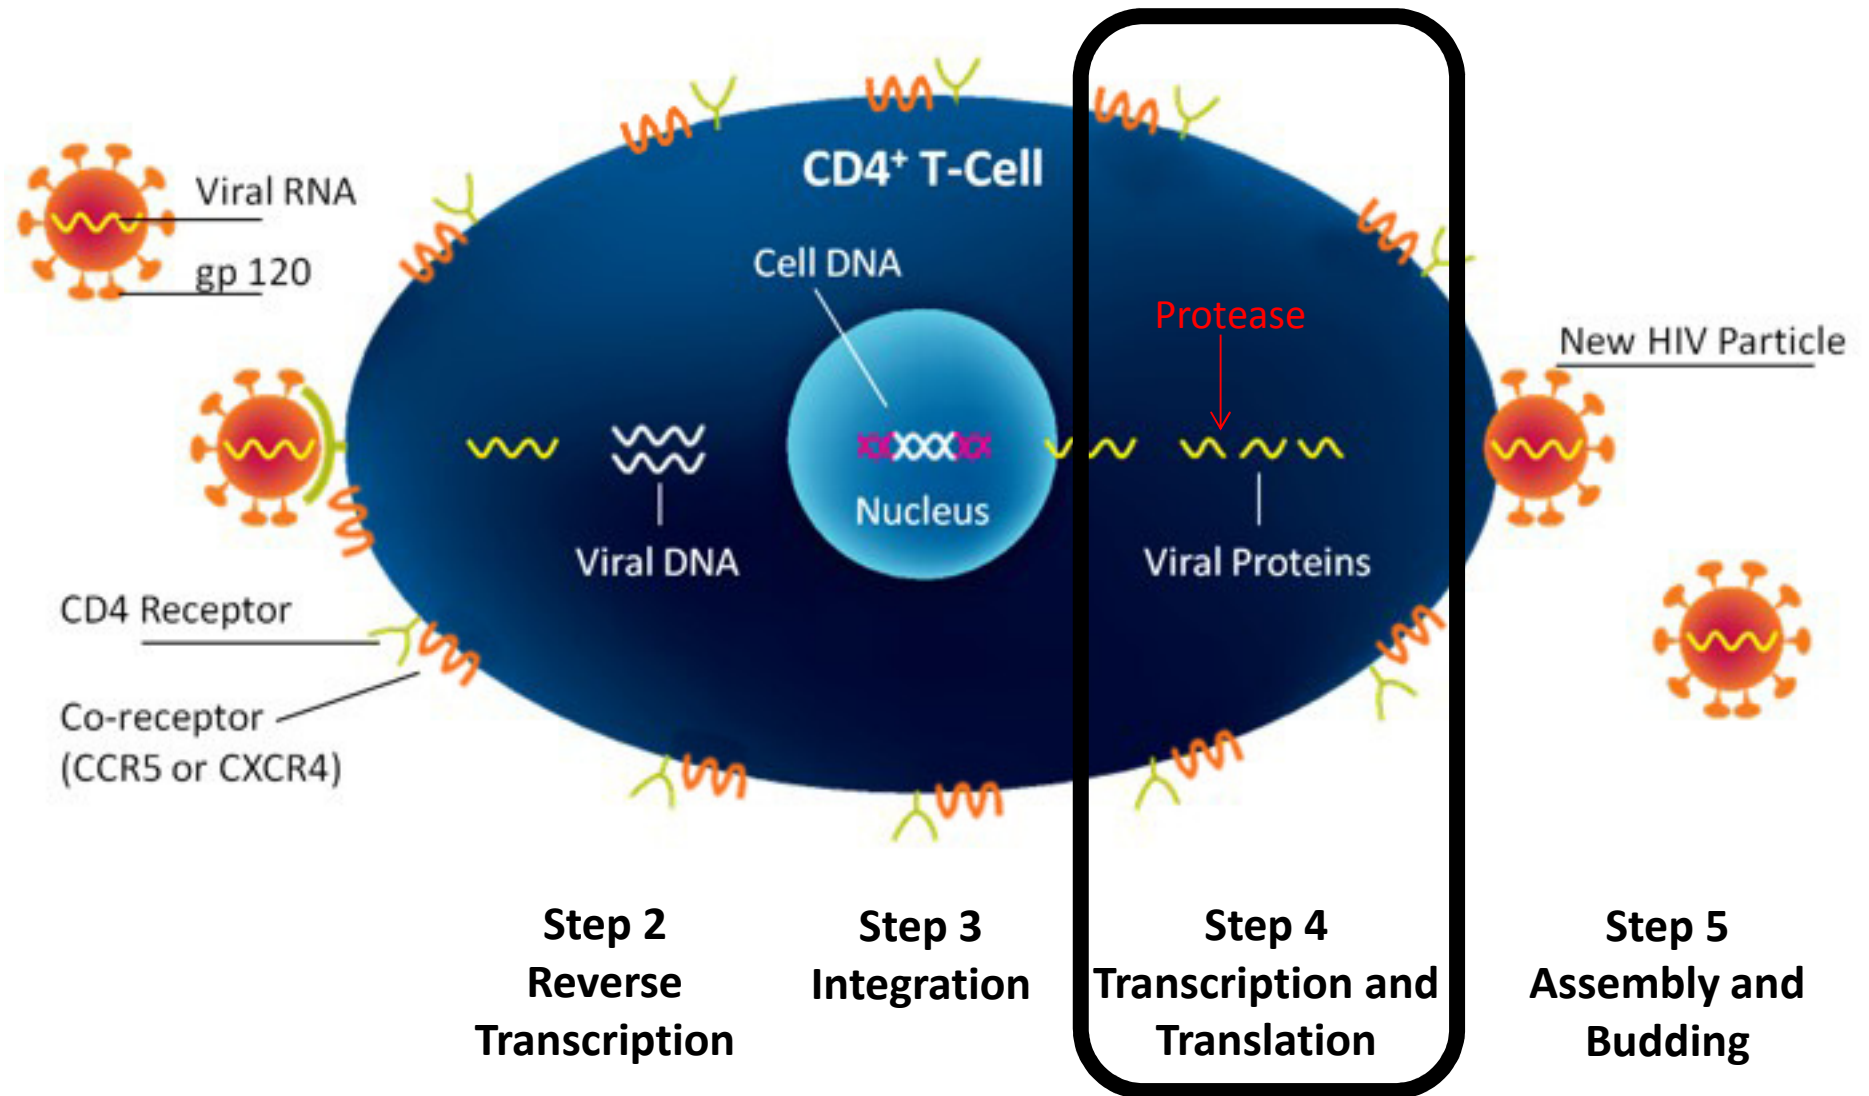 CD4⁺ T-Cell
Viral RNA
gp 120
Cell DNA
Protease
New HIV Particle
Nucleus
Viral DNA
Viral Proteins
CD4 Receptor
Co-receptor
(CCR5 or CXCR4)
Step 2
Reverse
Transcription
Step 3
Integration
Step 4
Transcription and
Translation
Step 5
Assembly and
Budding